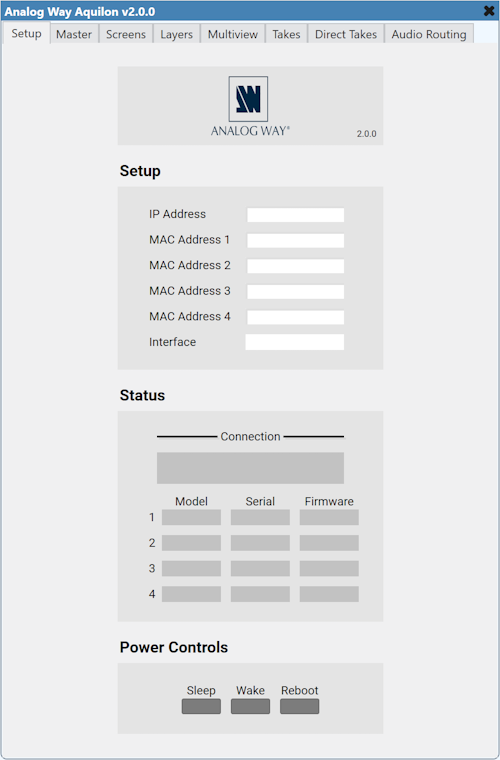 Analog Way Aquilon v2.0.0
Setup Master Screens Layers Multiview Takes Direct Takes Audio Routing
ANALOG WAY®
2.0.0
Setup
IP Address
MAC Address 1
MAC Address 2
MAC Address 3
MAC Address 4
Interface
Status
Connection
Model Serial Firmware
1
2
3
4
Power Controls
Sleep Wake Reboot